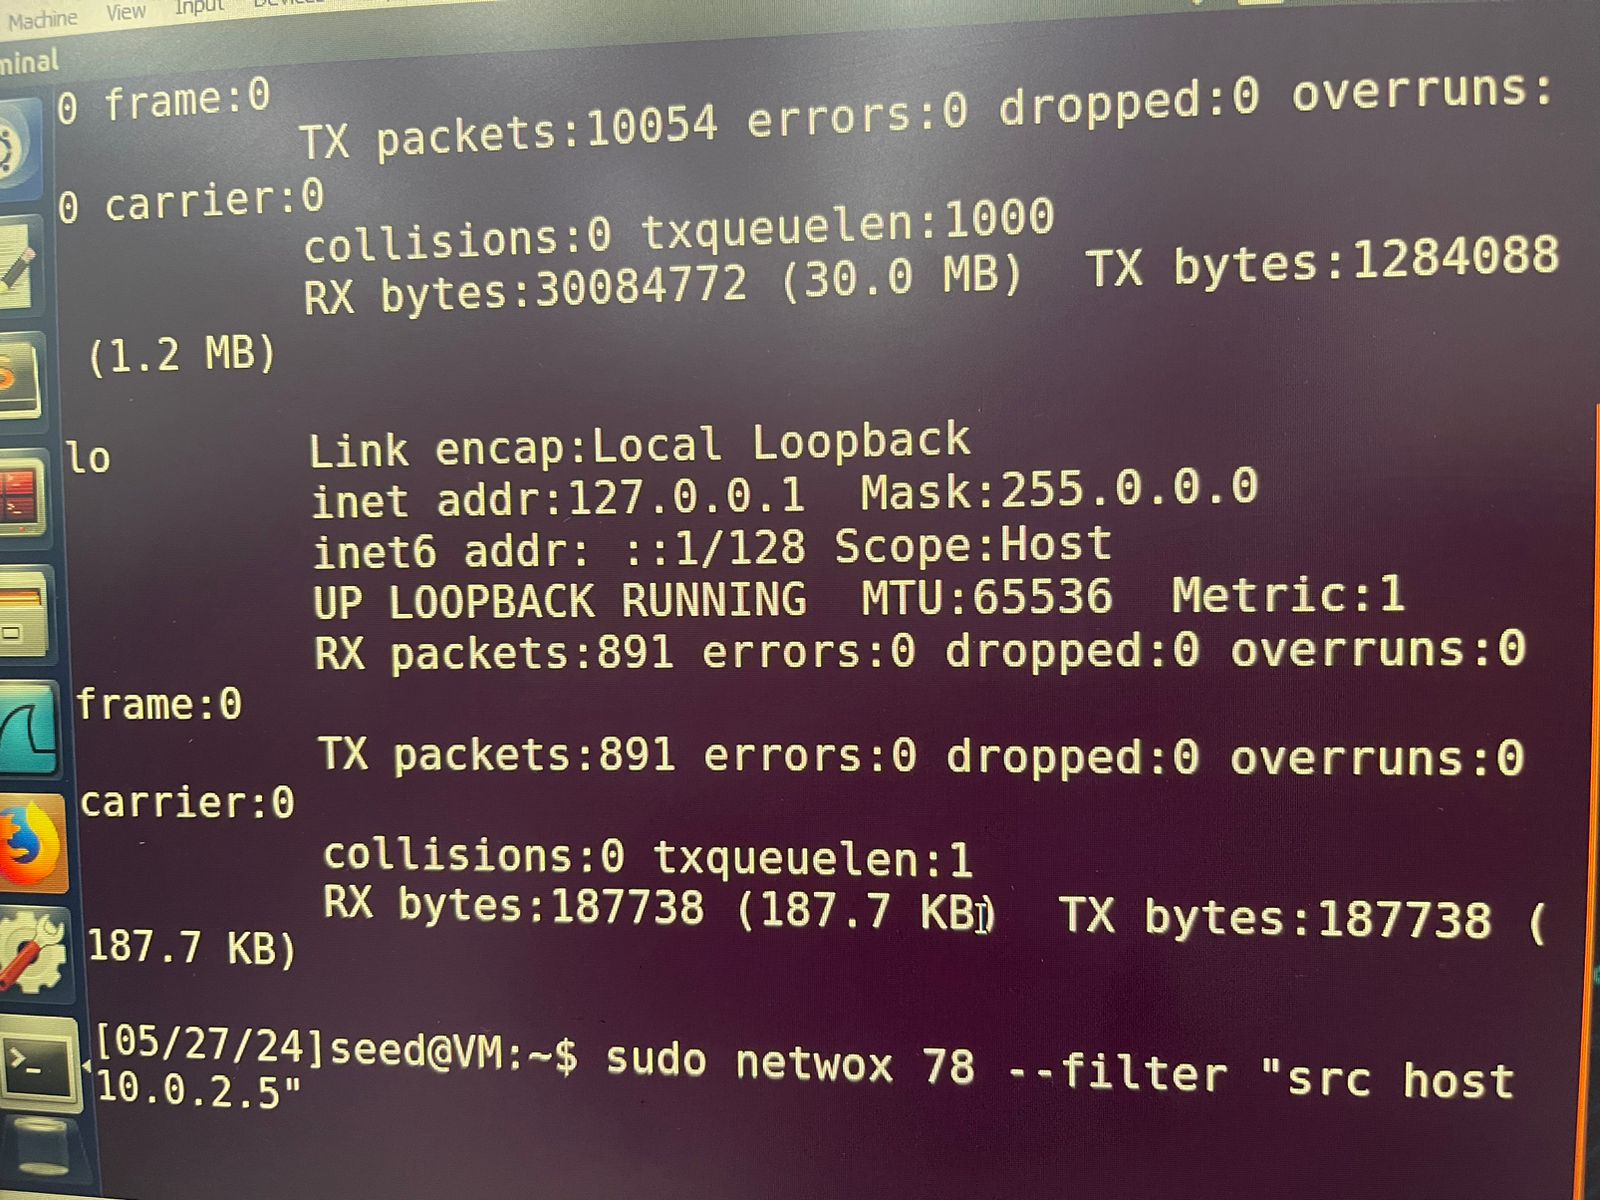 Machine View Input
minal
0 frame:0
TX packets:10054 errors:0 dropped:0 overruns:
0 carrier:0
collisions:0 txqueuelen:1000
RX bytes:30084772 (30.0 MB) TX bytes:1284088
(1.2 MB)
lo Link encap:Local Loopback
inet addr:127.0.0.1 Mask:255.0.0.0
inet6 addr: ::1/128 Scope:Host
UP LOOPBACK RUNNING MTU:65536 Metric:1
RX packets:891 errors:0 dropped:0 overruns:0
frame:0
TX packets:891 errors:0 dropped:0 overruns:0
carrier:0
collisions:0 txqueuelen:1
RX bytes:187738 (187.7 KB) TX bytes:187738 (
187.7 KB)
[05/27/24]seed@VM:~$ sudo netwox 78 --filter "src host
10.0.2.5"